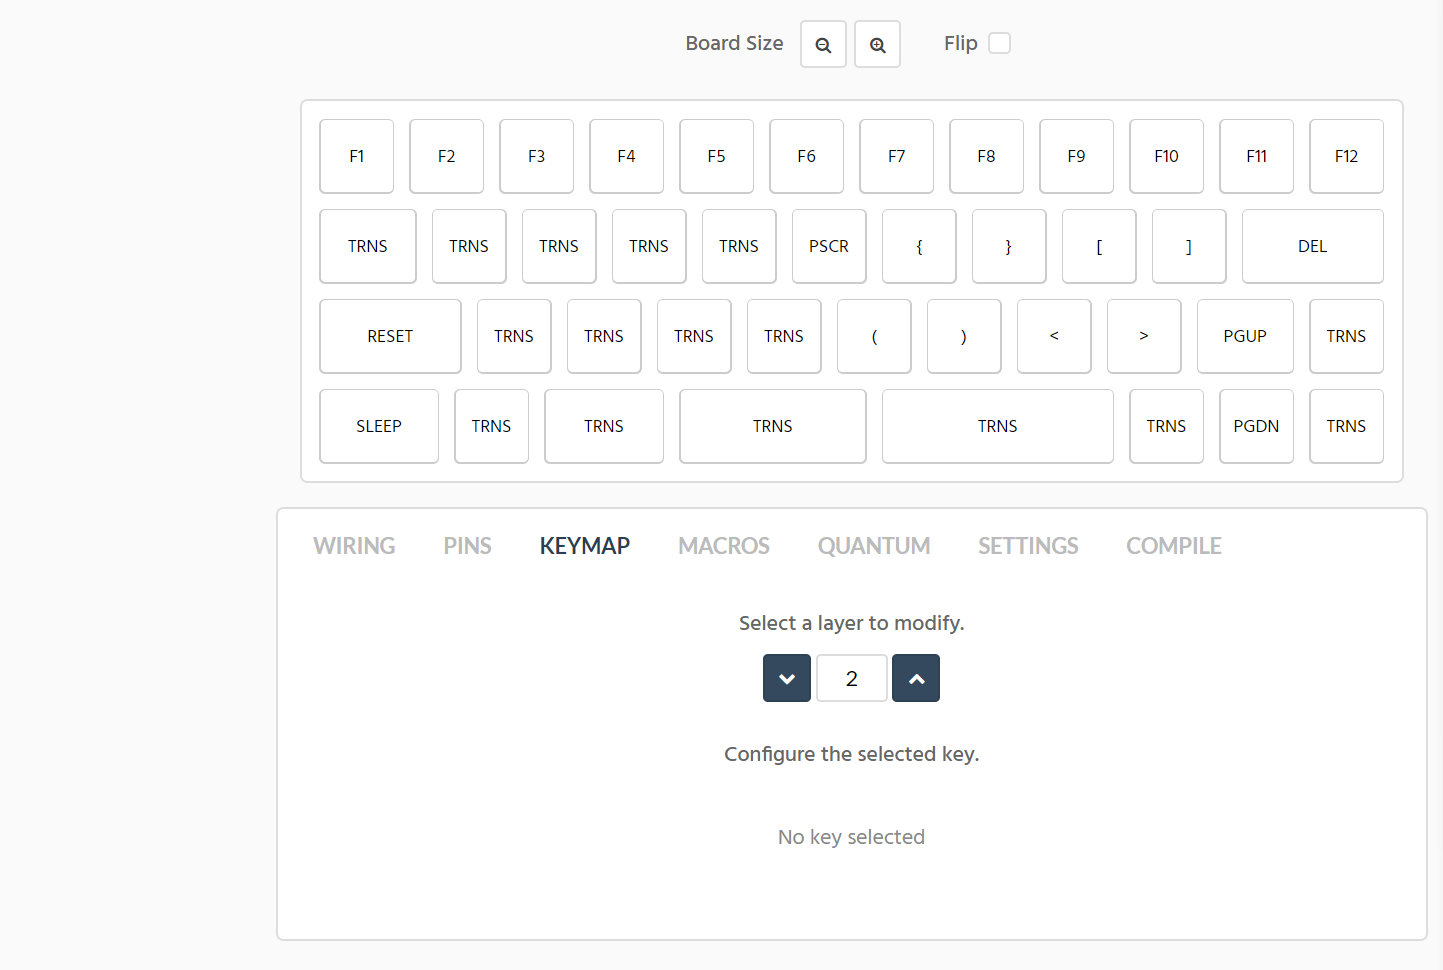 Board Size Flip
F1 F2 F3 F4 F5 F6 F7 F8 F9 F10 F11 F12
TRNS TRNS TRNS TRNS TRNS PSCR { } [ ] DEL
RESET TRNS TRNS TRNS TRNS ( ) < > PGUP TRNS
SLEEP TRNS TRNS TRNS TRNS TRNS PGDN TRNS
WIRING PINS KEYMAP MACROS QUANTUM SETTINGS COMPILE
Select a layer to modify.
2
Configure the selected key.
No key selected